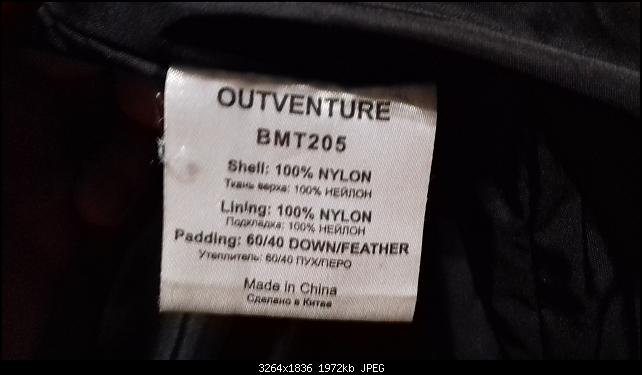 OUTVENTURE
BMT205
Shell: 100% NYLON
Ткань верха: 100% НЕЙЛОН
Lining: 100% NYLON
Подкладка: 100% НЕЙЛОН
Padding: 60/40 DOWN/FEATHER
Утеплитель: 60/40 ПУХ/ПЕРО
Made in China
Сделано в Китае
3264x1836 1972kb JPEG